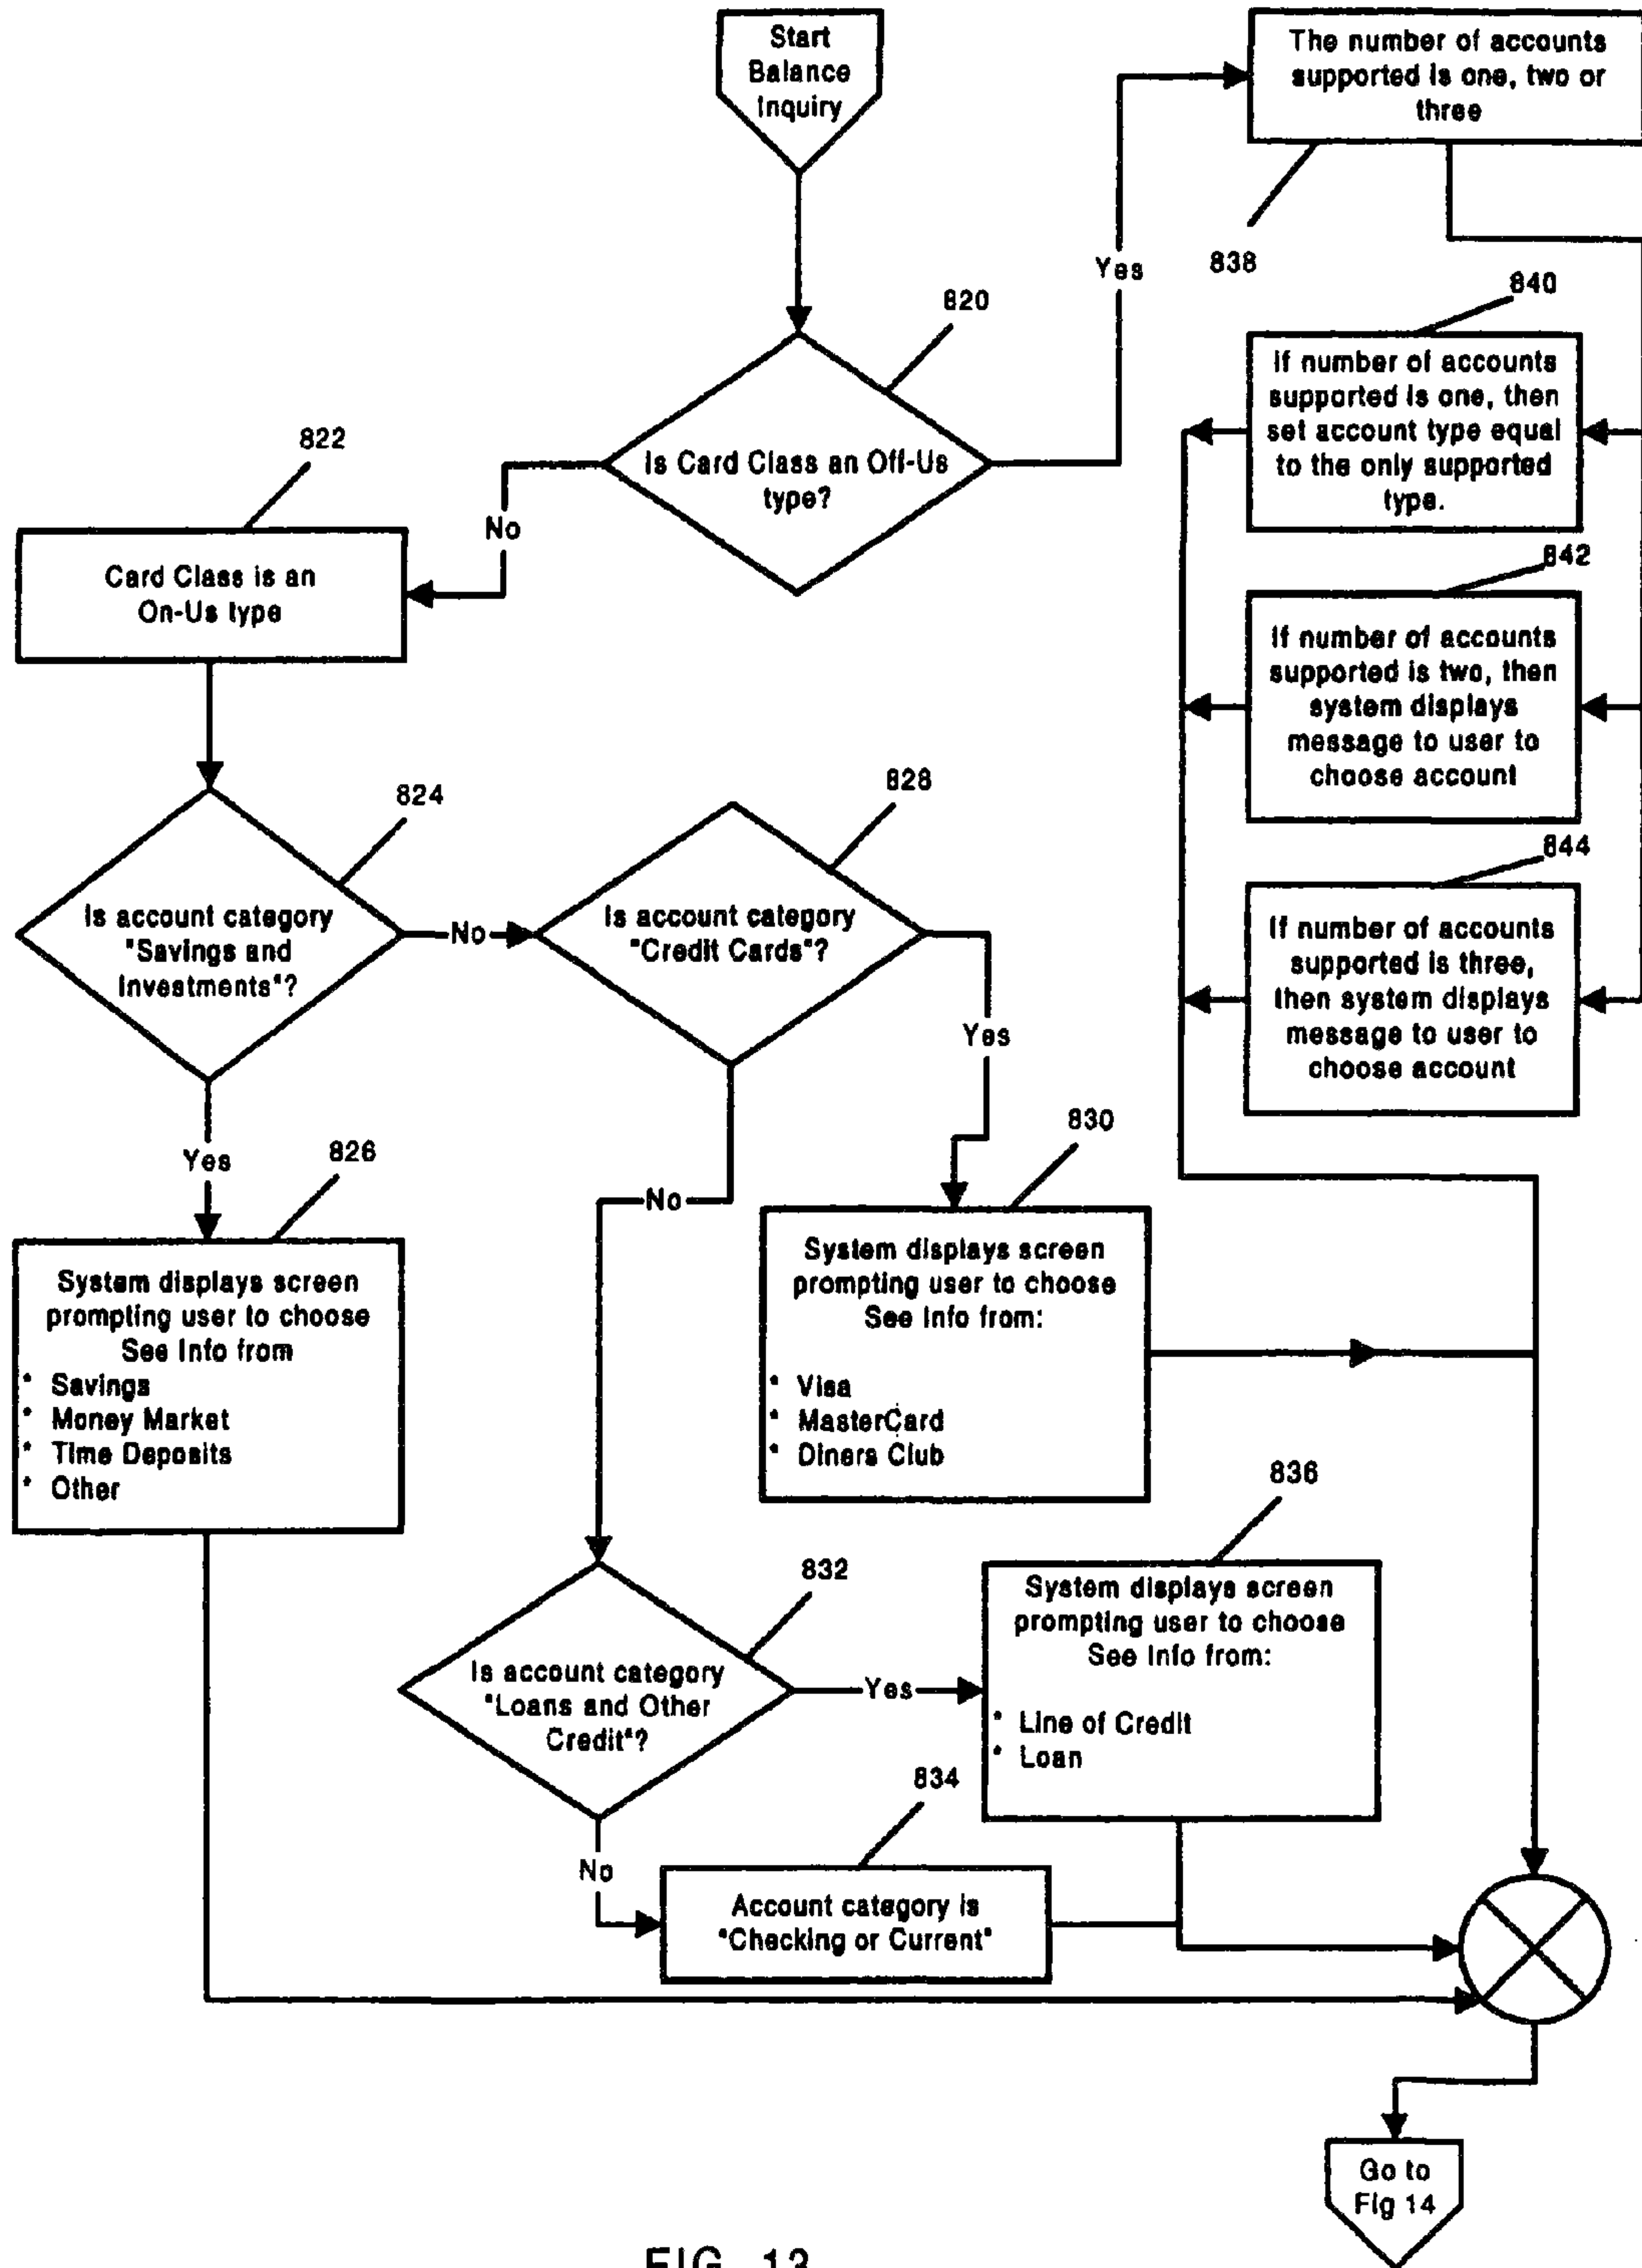 Start
Balance
Inquiry
The number of accounts
supported is one, two or
three
838
Yes
820
Is Card Class an Off-Us
type?
No
822
Card Class is an
On-Us type
840
If number of accounts
supported is one, then
set account type equal
to the only supported
type.
842
If number of accounts
supported is two, then
system displays
message to user to
choose account
844
If number of accounts
supported is three,
then system displays
message to user to
choose account
824
Is account category
"Savings and
Investments"?
No
828
Is account category
"Credit Cards"?
Yes
No
Yes
826
System displays screen
prompting user to choose
See Info from
* Savings
* Money Market
* Time Deposits
* Other
830
System displays screen
prompting user to choose
See Info from:
* Visa
* MasterCard
* Diners Club
832
Is account category
"Loans and Other
Credit"?
Yes
836
System displays screen
prompting user to choose
See Info from:
* Line of Credit
* Loan
No
834
Account category is
"Checking or Current"
Go to
Fig 14
FIG. 13